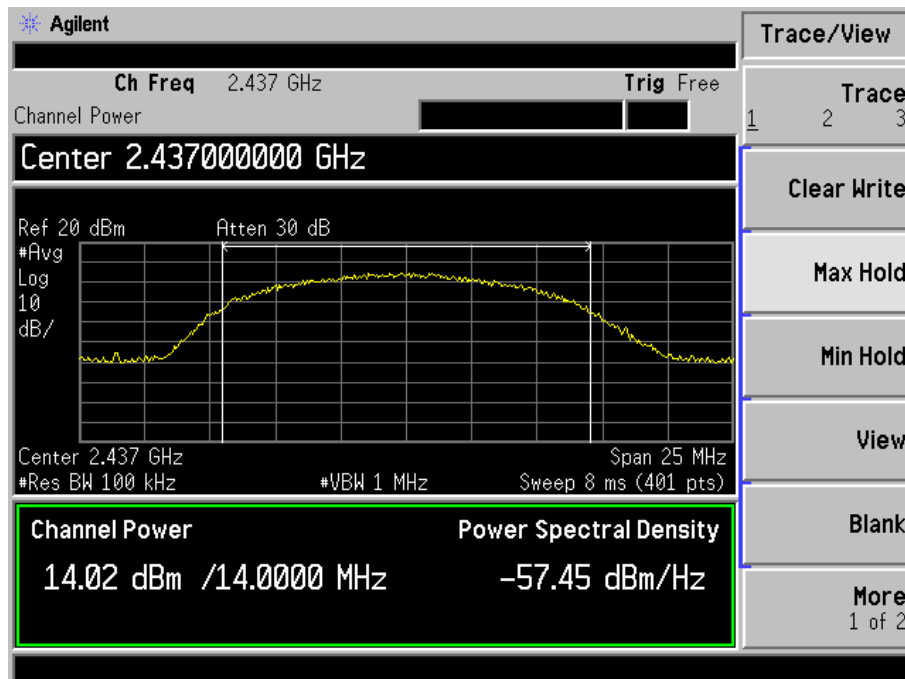 Agilent
Trace/View
Ch Freq 2.437 GHz Trig Free
Channel Power
Trace
1 2 3
Center 2.437000000 GHz
Clear Write
Ref 20 dBm Atten 30 dB
#Avg
Log
10
dB/
Max Hold
Min Hold
View
Center 2.437 GHz Span 25 MHz
#Res BW 100 kHz #VBW 1 MHz Sweep 8 ms (401 pts)
Channel Power Power Spectral Density
14.02 dBm /14.0000 MHz -57.45 dBm/Hz
Blank
More
1 of 2